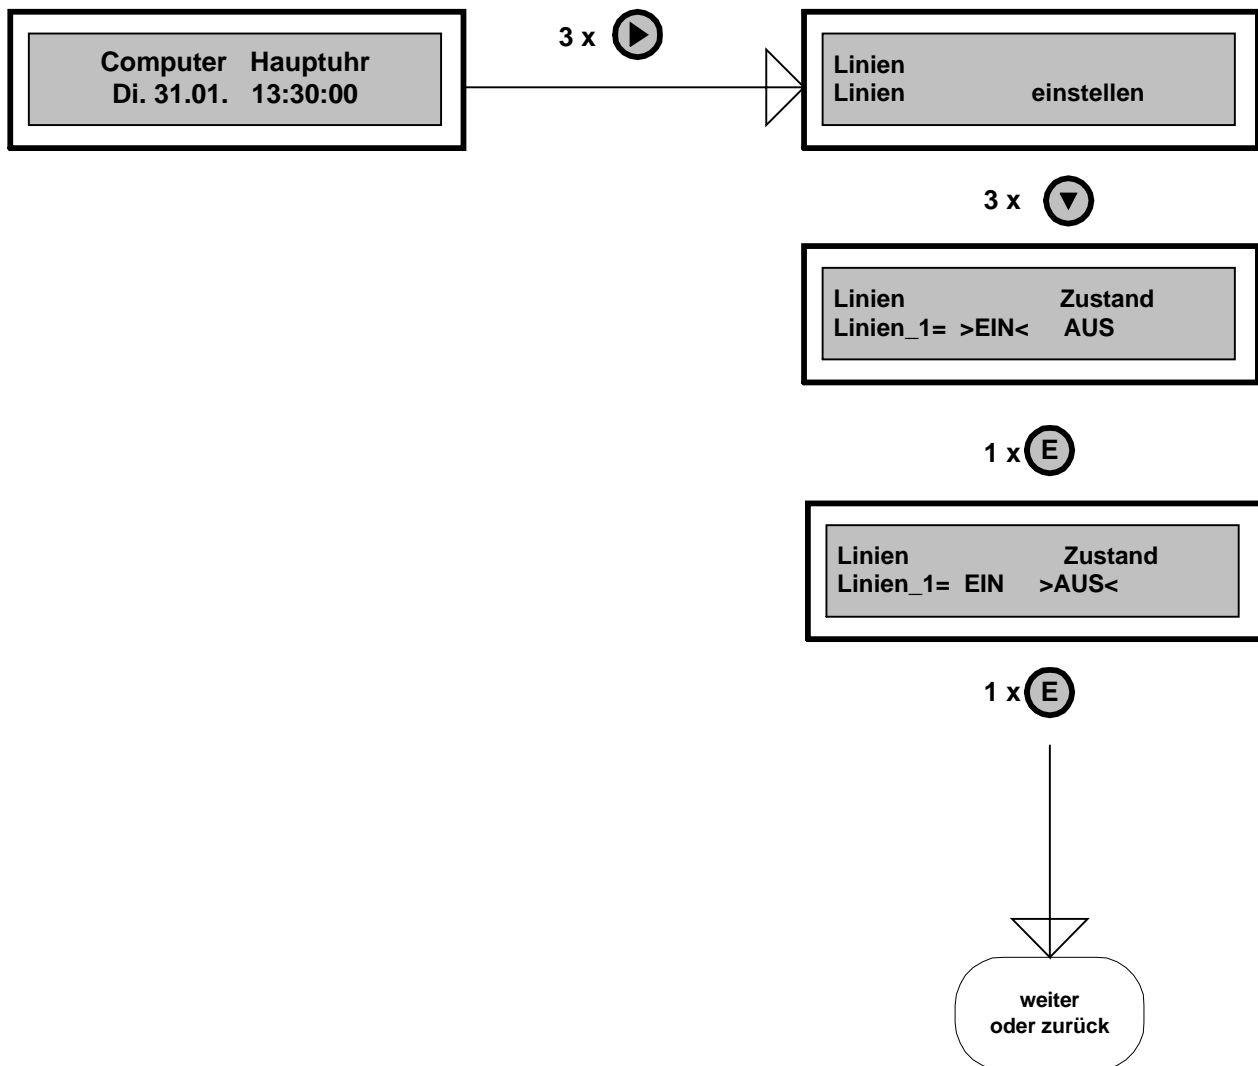 Computer Hauptuhr
Di. 31.01. 13:30:00
3 x
Linien
Linien einstellen
3 x
Linien Zustand
Linien_1= >EIN< AUS
1 x E
Linien Zustand
Linien_1= EIN >AUS<
1 x E
weiter
oder zurück